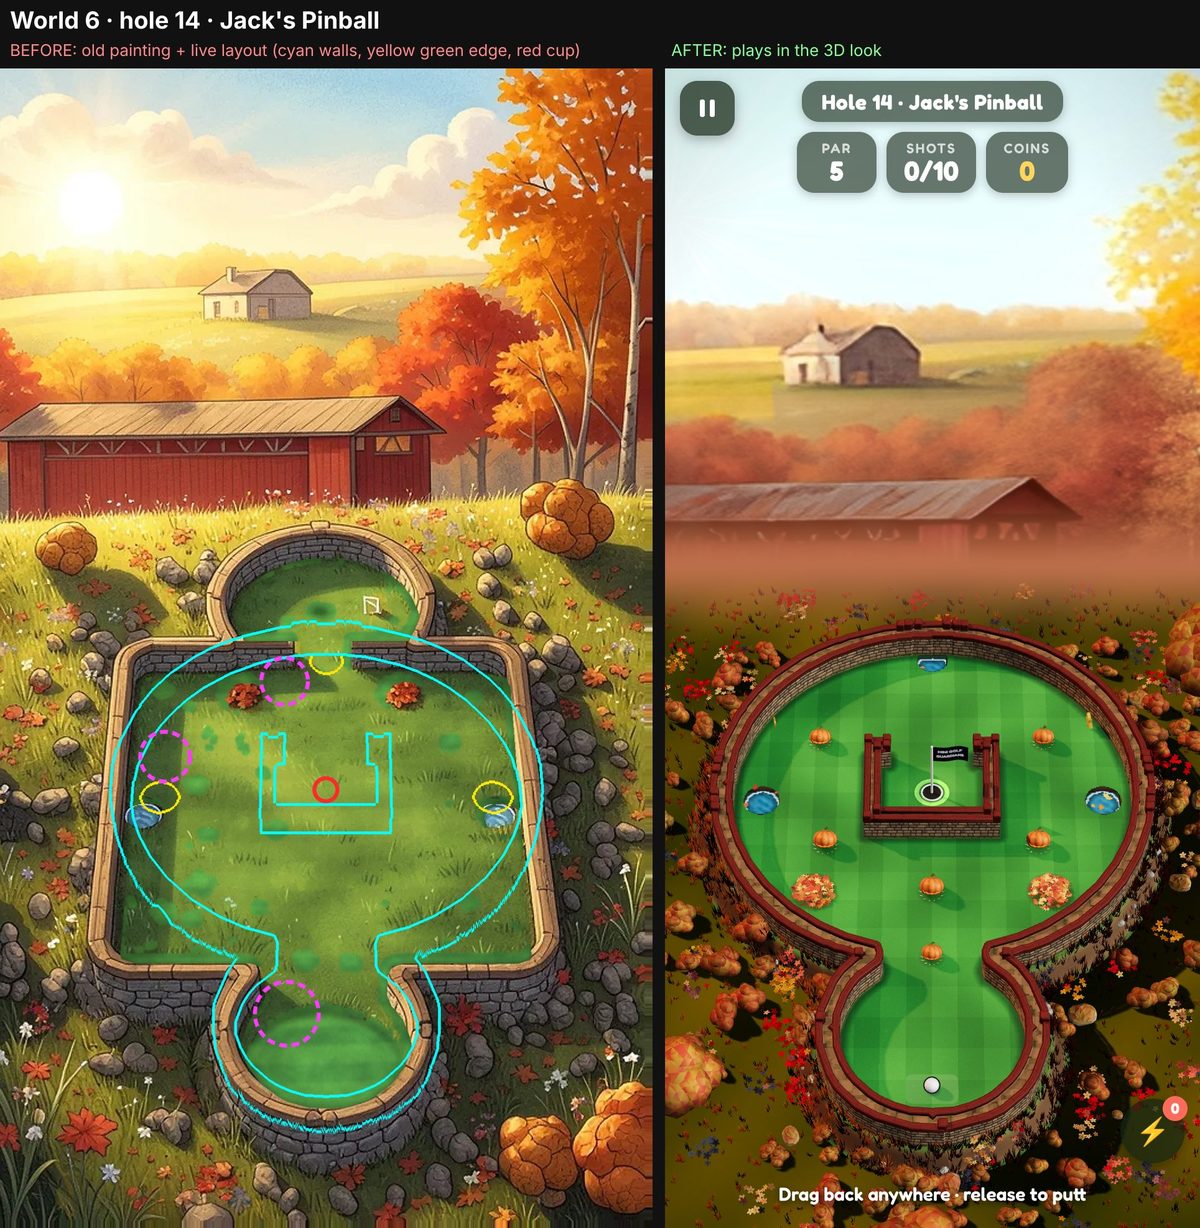 World 6 · hole 14 · Jack's Pinball
BEFORE: old painting + live layout (cyan walls, yellow green edge, red cup)
AFTER: plays in the 3D look
Hole 14 · Jack's Pinball
PAR
5
SHOTS
0/10
COINS
0
MINI GOLF
0
Drag back anywhere · release to putt